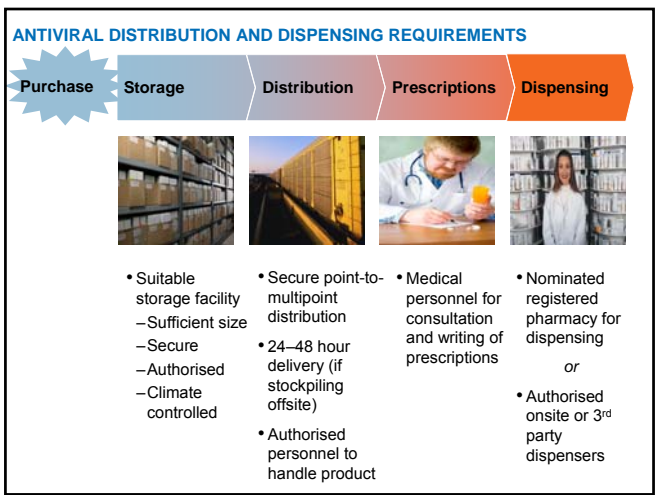 ANTIVIRAL DISTRIBUTION AND DISPENSING REQUIREMENTS
Purchase
Storage
Distribution
Prescriptions
Dispensing
• Suitable
storage facility
–Sufficient size
–Secure
–Authorised
–Climate
controlled
• Secure point-to-
multipoint
distribution
• 24–48 hour
delivery (if
stockpiling
offsite)
• Authorised
personnel to
handle product
• Medical
personnel for
consultation
and writing of
prescriptions
• Nominated
registered
pharmacy for
dispensing
or
• Authorised
onsite or 3rd
party
dispensers